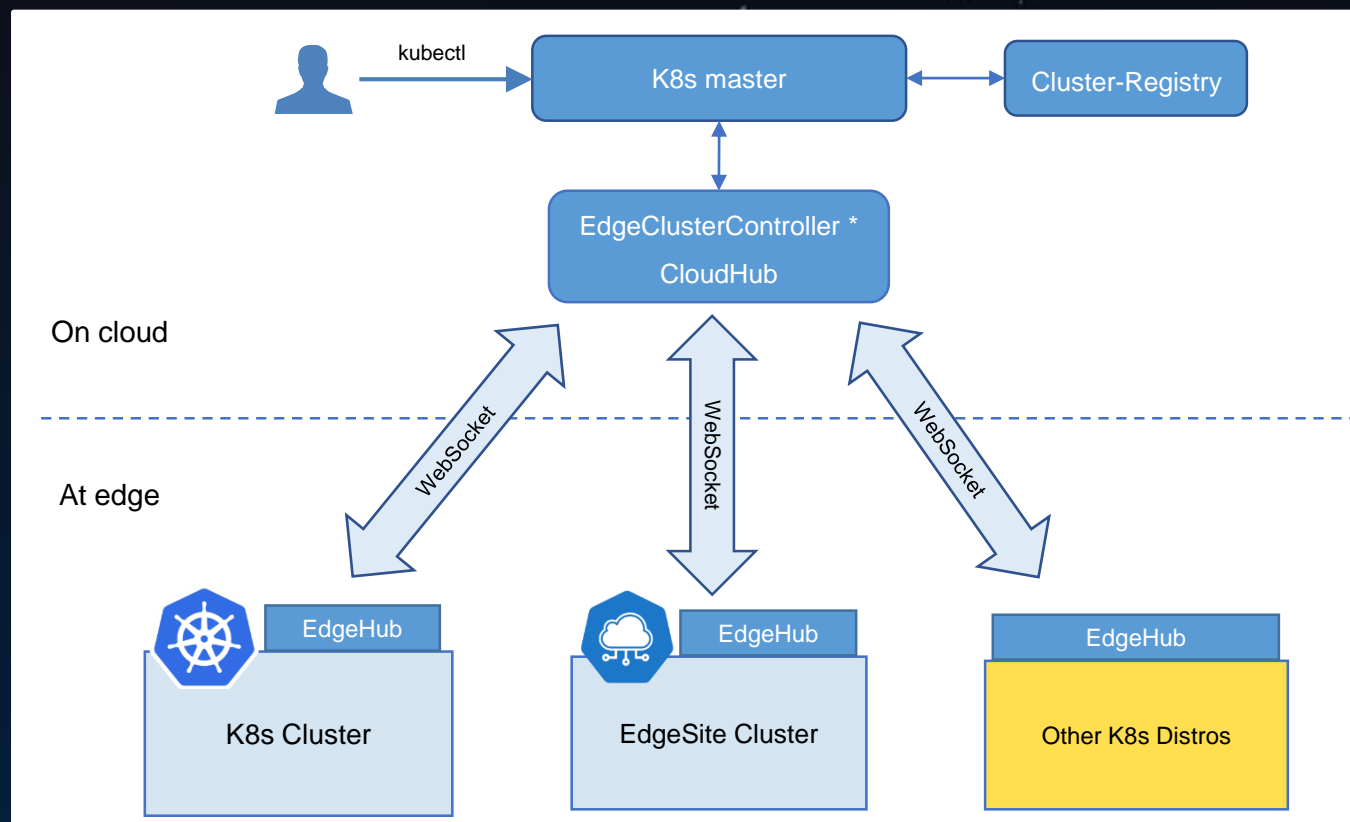 kubectl
K8s master
Cluster-Registry
EdgeClusterController *
CloudHub
On cloud
WebSocket
WebSocket
WebSocket
At edge
EdgeHub
EdgeHub
EdgeHub
K8s Cluster
EdgeSite Cluster
Other K8s Distros